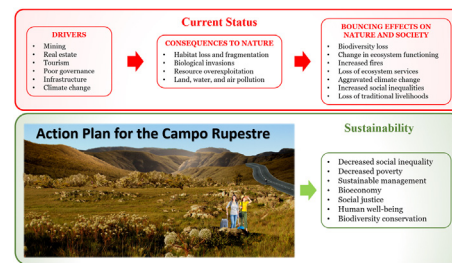 Current Status
DRIVERS
• Mining
• Real estate
• Tourism
• Poor governance
• Infrastructure
• Climate change
CONSEQUENCES TO NATURE
• Habitat loss and fragmentation
• Biological invasions
• Resource overexploitation
• Land, water, and air pollution
BOUNCING EFFECTS ON
NATURE AND SOCIETY
• Biodiversity loss
• Change in ecosystem functioning
• Increased fires
• Loss of ecosystem services
• Aggravated climate change
• Increased social inequalities
• Loss of traditional livelihoods
Action Plan for the Campo Rupestre
Sustainability
• Decreased social inequality
• Decreased poverty
• Sustainable management
• Bioeconomy
• Social justice
• Human well-being
• Biodiversity conservation